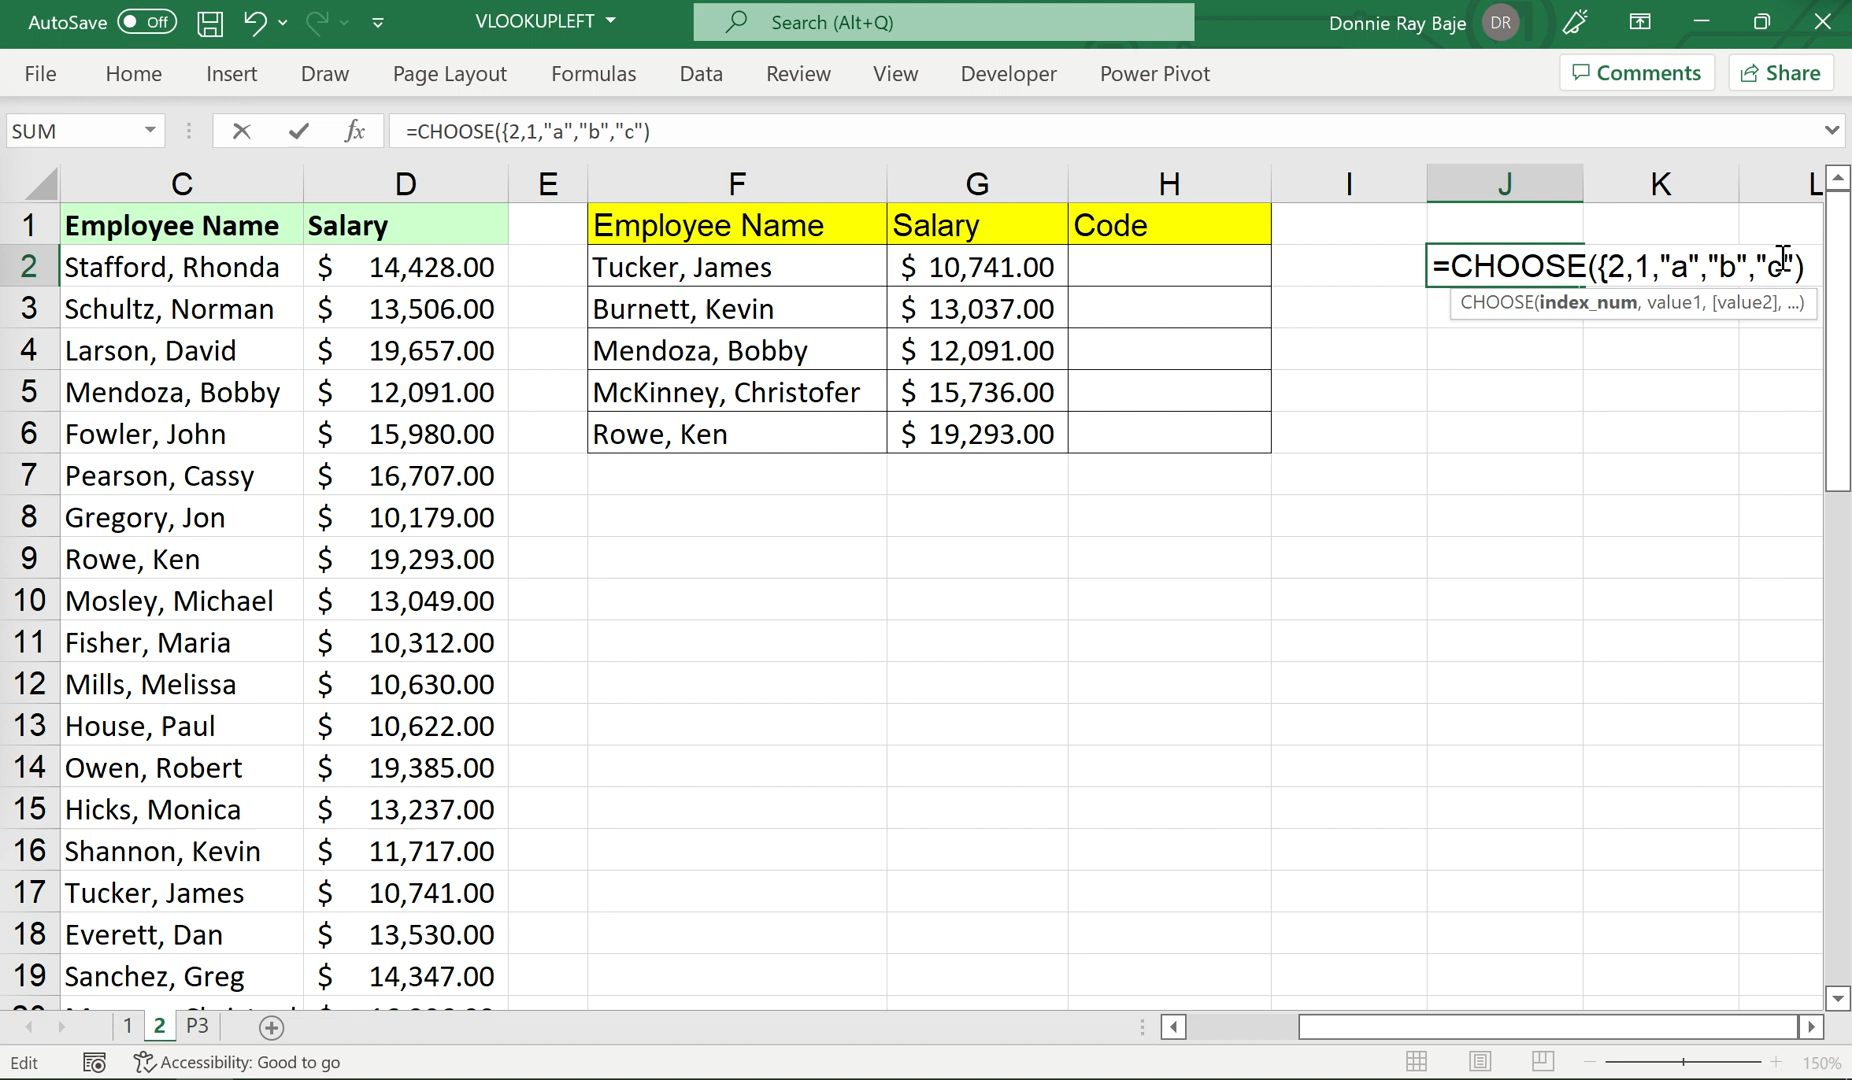 AutoSave Off VLOOKUPLEFT Search (Alt+Q) Donnie Ray Baje DR
File Home Insert Draw Page Layout Formulas Data Review View Developer Power Pivot Comments Share
SUM fx =CHOOSE({2,1,"a","b","c")
C D E F G H I J K L
1 Employee Name Salary Employee Name Salary Code
2 Stafford, Rhonda $ 14,428.00 Tucker, James $ 10,741.00 =CHOOSE({2,1,"a","b","c")
CHOOSE(index_num, value1, [value2], ...)
3 Schultz, Norman $ 13,506.00 Burnett, Kevin $ 13,037.00
4 Larson, David $ 19,657.00 Mendoza, Bobby $ 12,091.00
5 Mendoza, Bobby $ 12,091.00 McKinney, Christofer $ 15,736.00
6 Fowler, John $ 15,980.00 Rowe, Ken $ 19,293.00
7 Pearson, Cassy $ 16,707.00
8 Gregory, Jon $ 10,179.00
9 Rowe, Ken $ 19,293.00
10 Mosley, Michael $ 13,049.00
11 Fisher, Maria $ 10,312.00
12 Mills, Melissa $ 10,630.00
13 House, Paul $ 10,622.00
14 Owen, Robert $ 19,385.00
15 Hicks, Monica $ 13,237.00
16 Shannon, Kevin $ 11,717.00
17 Tucker, James $ 10,741.00
18 Everett, Dan $ 13,530.00
19 Sanchez, Greg $ 14,347.00
1 2 P3
Edit Accessibility: Good to go 150%